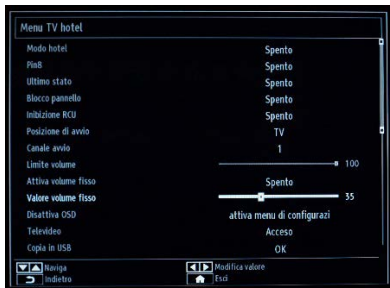 Menu TV hotel
Modo hotel Spento
Pin8 Spento
Ultimo stato Spento
Blocco pannello Spento
Inibizione RCU Spento
Posizione di avvio TV
Canale avvio 1
Limite volume 100
Attiva volume fisso Spento
Valore volume fisso 35
Disattiva OSD attiva menu di configurazi
Televideo Acceso
Copia in USB OK
Naviga Modifica valore
Indietro Esci